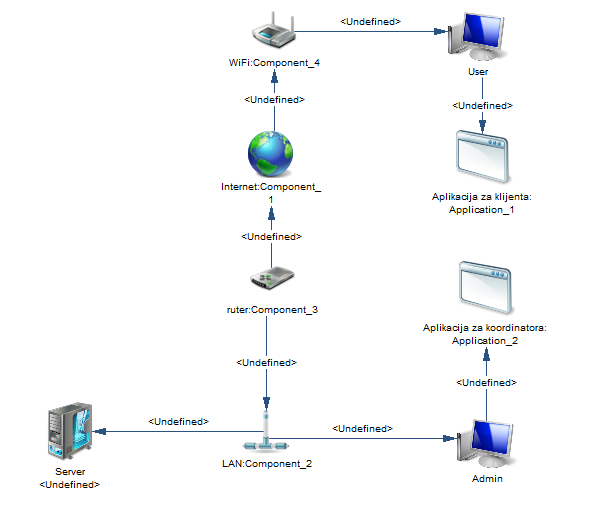 <Undefined>
WiFi:Component_4
User
<Undefined>
<Undefined>
Internet:Component_
1
Aplikacija za klijenta:
Application_1
<Undefined>
ruter:Component_3
Aplikacija za koordinatora:
Application_2
<Undefined>
<Undefined>
<Undefined>
<Undefined>
LAN:Component_2
Server
<Undefined>
Admin